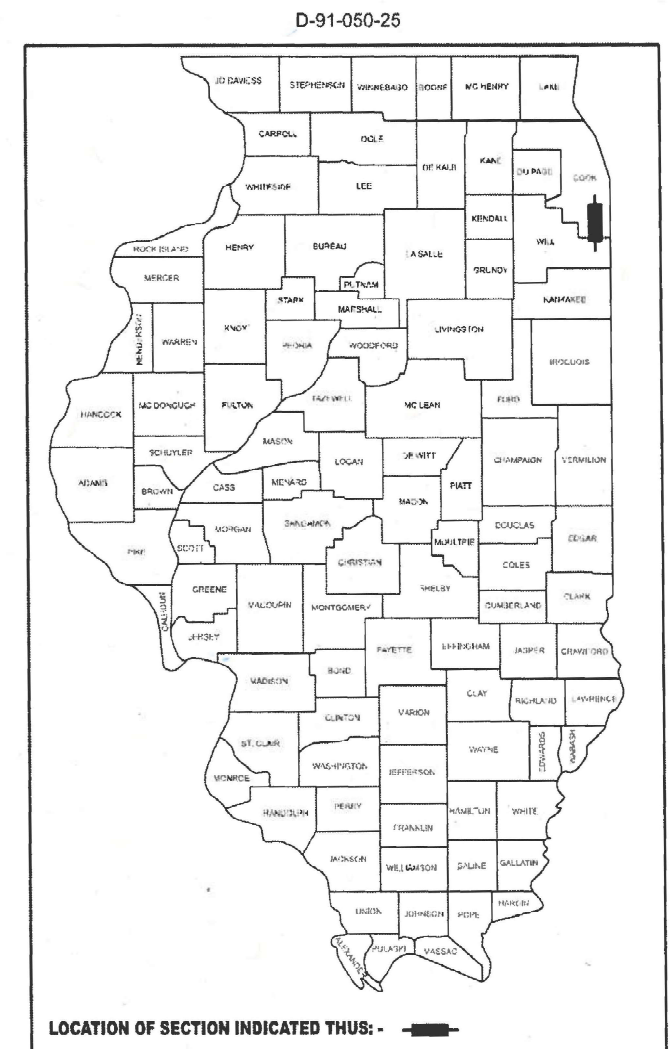 D-91-050-25
JO DAVIESS STEPHENSON WINNEBAGO BOONE MC HENRY LAKE
CARROLL OGLE
DE KALB KANE DU PAGE COOK
WHITESIDE LEE
KENDALL WILL
ROCK ISLAND HENRY BUREAU LA SALLE
GRUNDY
MERCER PUTNAM
STARK MARSHALL KANKAKEE
HENDERSON WARREN KNOX PEORIA WOODFORD LIVINGSTON
IROQUOIS
HANCOCK MC DONOUGH FULTON TAZEWELL MC LEAN FORD
MASON
SCHUYLER LOGAN DE WITT CHAMPAIGN VERMILION
ADAMS BROWN CASS MENARD PIATT
MACON
PIKE SCOTT MORGAN SANGAMON DOUGLAS
MOULTRIE EDGAR
CHRISTIAN COLES
CALHOUN GREENE MACOUPIN MONTGOMERY SHELBY CUMBERLAND CLARK
JERSEY
FAYETTE EFFINGHAM JASPER CRAWFORD
MADISON BOND
CLAY RICHLAND LAWRENCE
CLINTON MARION
ST. CLAIR WAYNE EDWARDS WABASH
MONROE WASHINGTON JEFFERSON
RANDOLPH PERRY HAMILTON WHITE
FRANKLIN
JACKSON WILLIAMSON SALINE GALLATIN
UNION JOHNSON POPE HARDIN
ALEXANDER PULASKI MASSAC
LOCATION OF SECTION INDICATED THUS: -